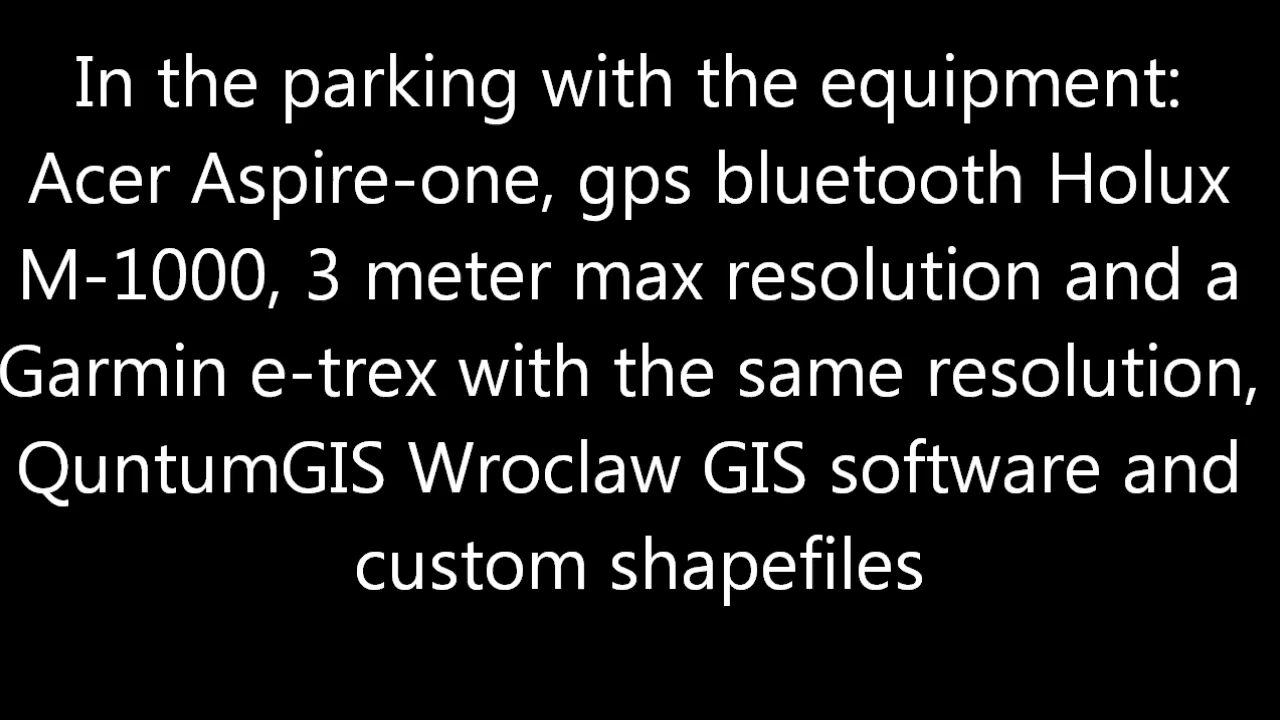 In the parking with the equipment:
Acer Aspire-one, gps bluetooth Holux
M-1000, 3 meter max resolution and a
Garmin e-trex with the same resolution,
QuntumGIS Wroclaw GIS software and
custom shapefiles